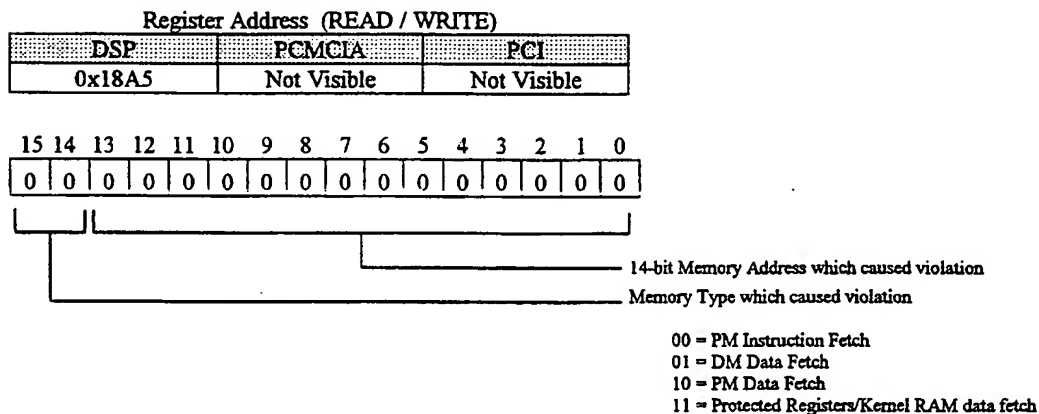 Register Address (READ / WRITE)
DSP PCMCIA PCI
0x18A5 Not Visible Not Visible
15 14 13 12 11 10 9 8 7 6 5 4 3 2 1 0
0 0 0 0 0 0 0 0 0 0 0 0 0 0 0 0
14-bit Memory Address which caused violation
Memory Type which caused violation
00 = PM Instruction Fetch
01 = DM Data Fetch
10 = PM Data Fetch
11 = Protected Registers/Kernel RAM data fetch